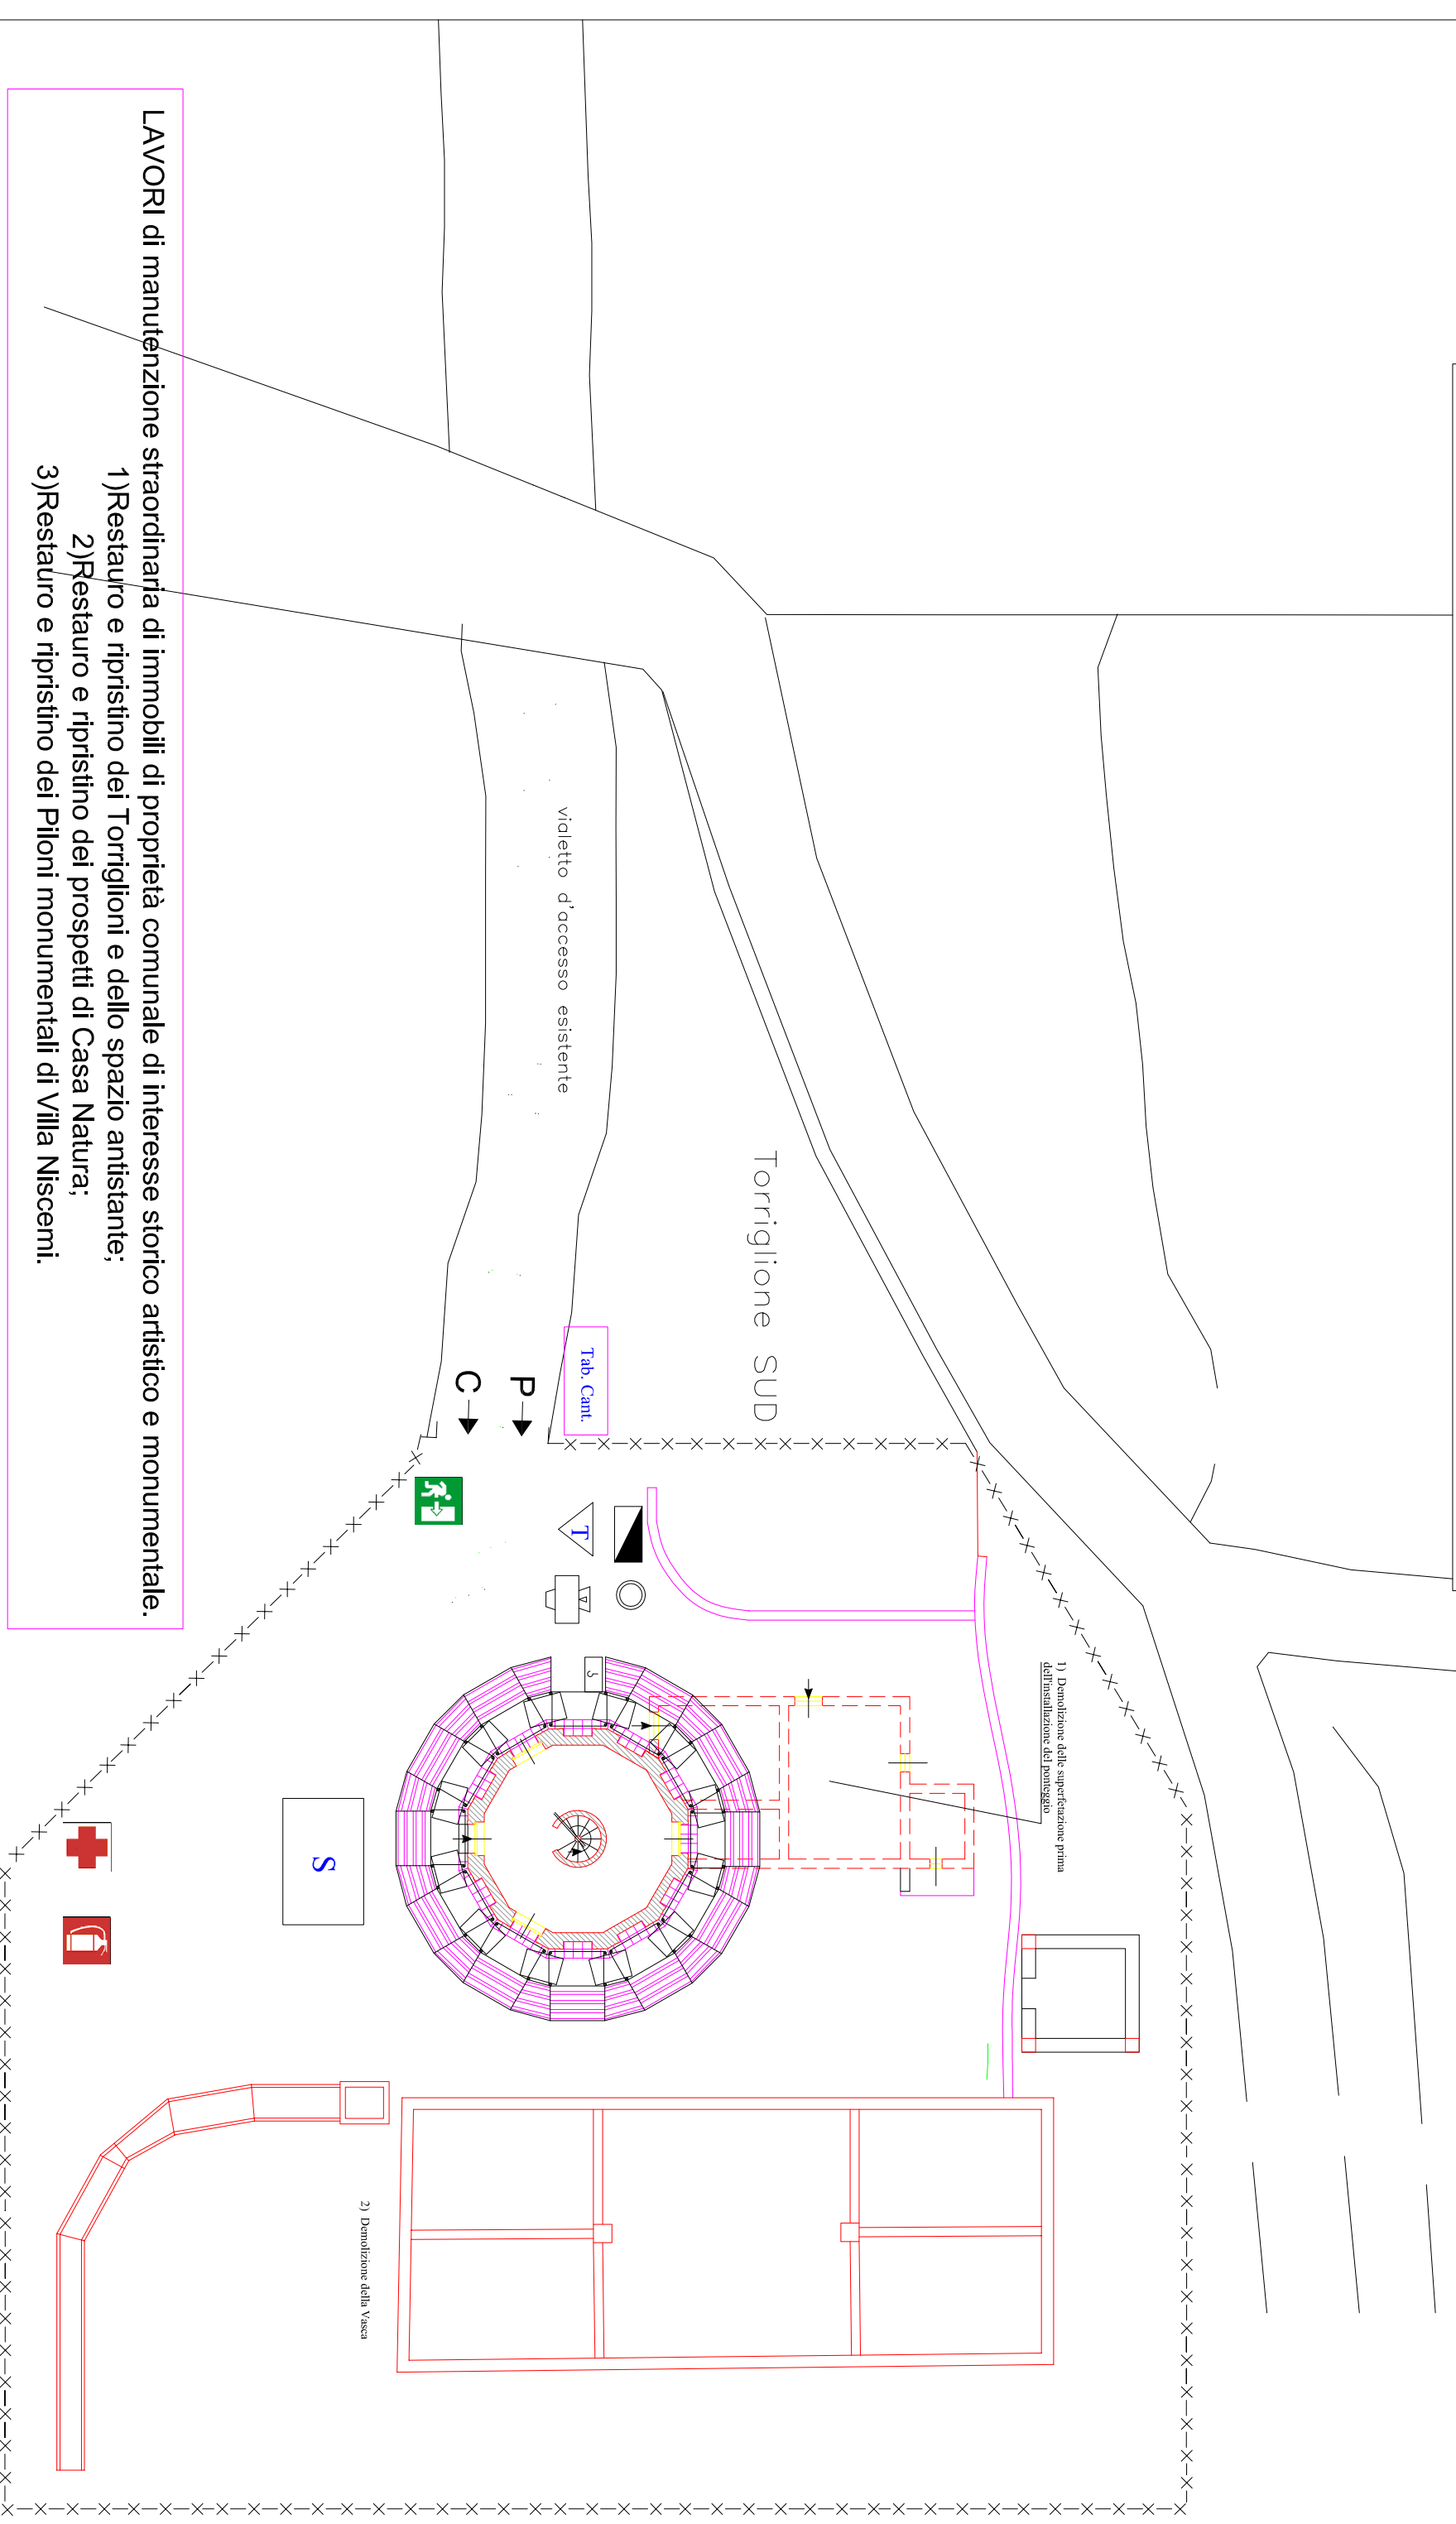 LAVORI di manutenzione straordinaria di immobili di proprietà comunale di interesse storico artistico e monumentale.
1)Restauro e ripristino dei Torriglioni e dello spazio antistante;
2)Restauro e ripristino dei prospetti di Casa Natura;
3)Restauro e ripristino dei Piloni monumentali di Villa Niscemi.
vialetto d'accesso esistente
Torriglione SUD
Tab. Cant.
P
C
T
1) Demolizione delle superfetazione prima
dell'installazione del ponteggio
S
2) Demolizione della Vasca